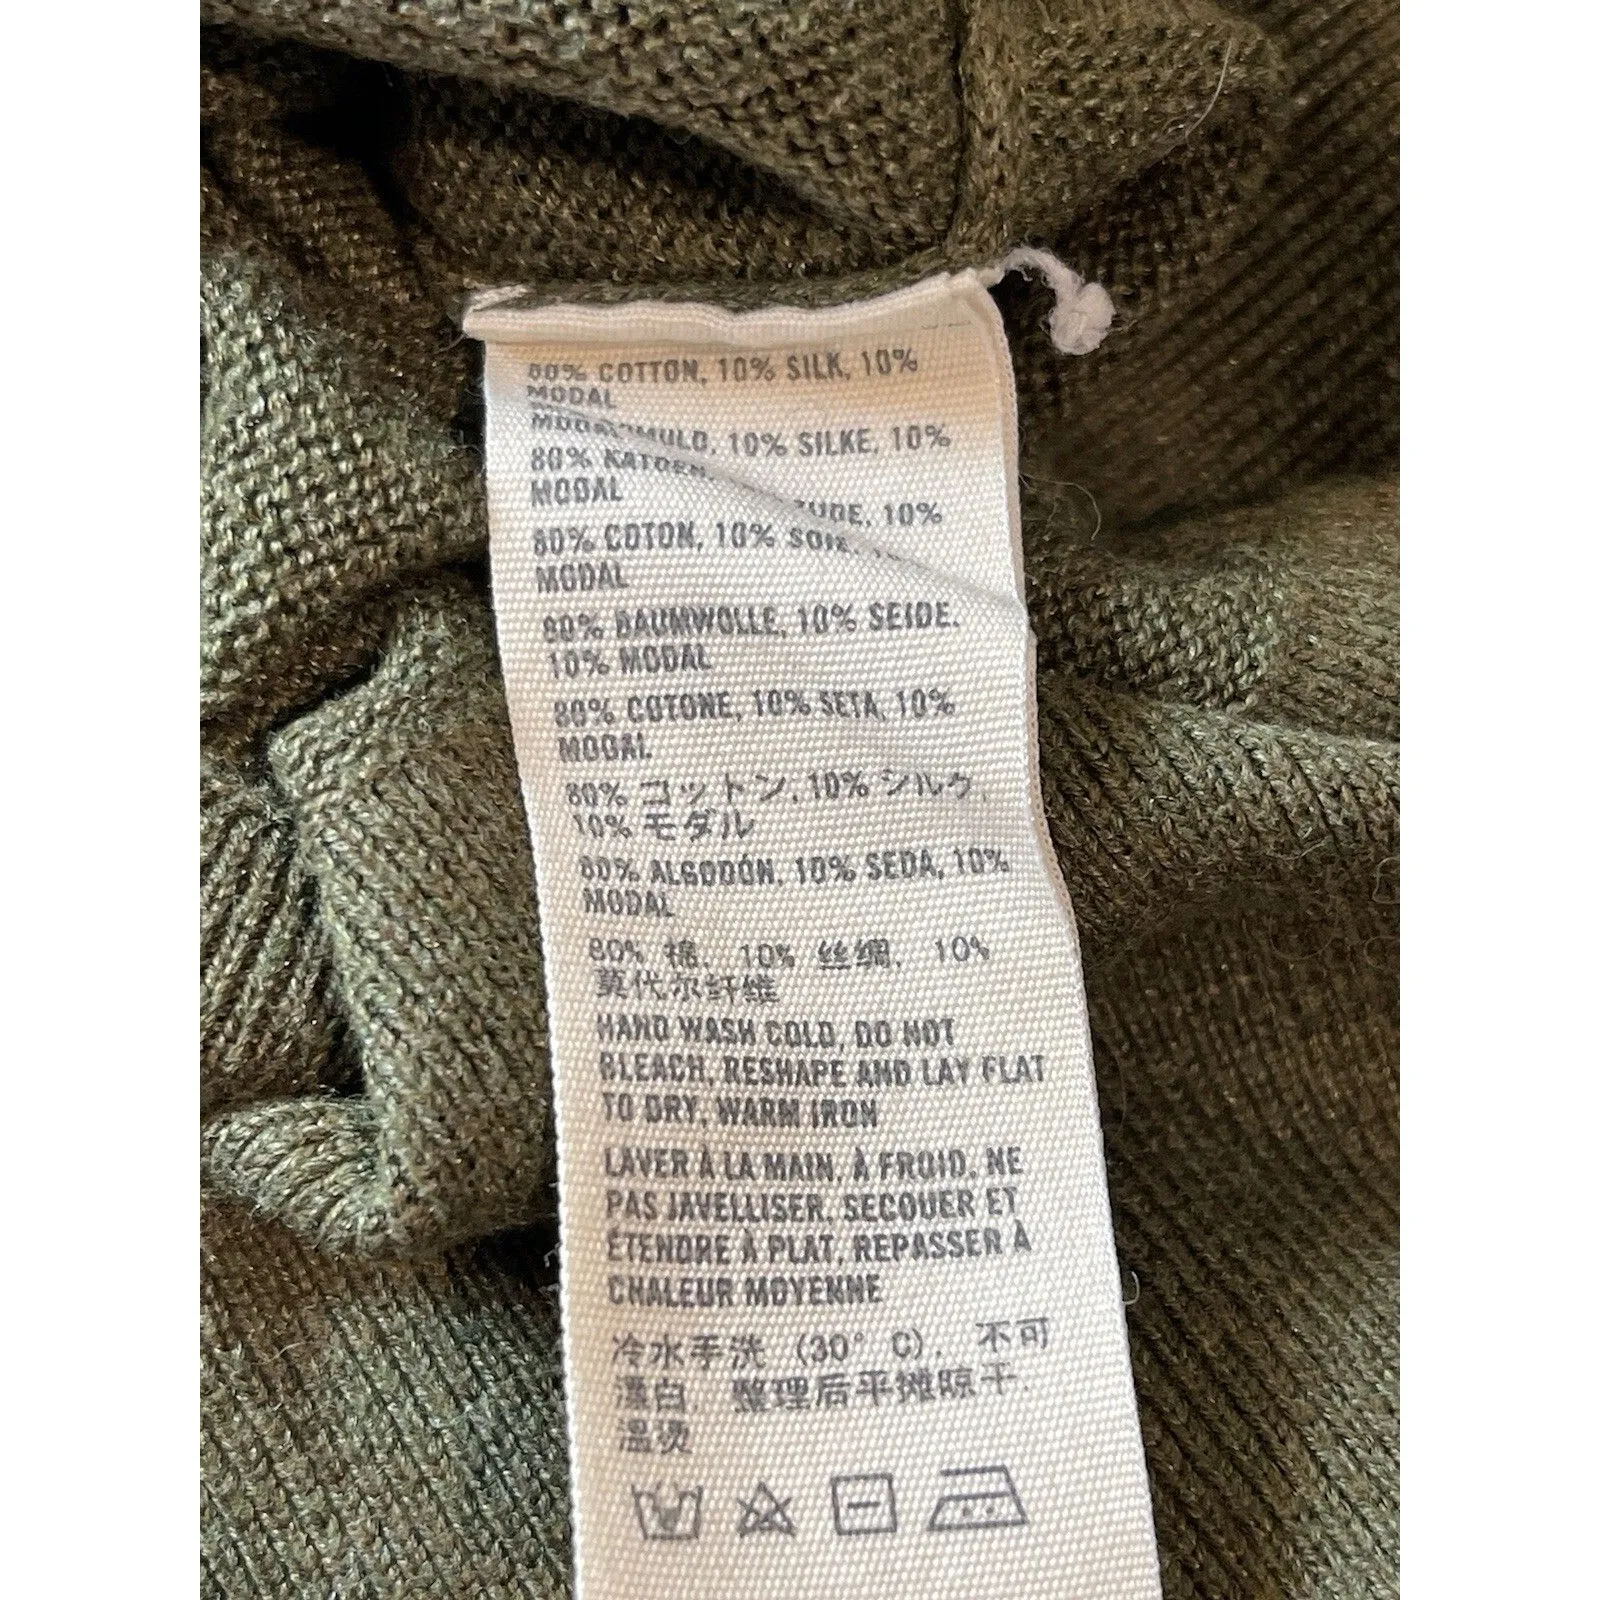 80% COTTON, 10% SILK, 10%
MODAL
10% SILKE, 10%
80% KATOEN,
MODAL
10%
80% COTON, 10% SOIE,
MODAL
80% BAUMWOLLE, 10% SEIDE,
10% MODAL
80% COTONE, 10% SETA, 10%
MODAL
80% コットン, 10% シルク,
10% モダル
80% ALGODÓN, 10% SEDA, 10%
MODAL
80% 棉, 10% 丝绸, 10%
莫代尔纤维
HAND WASH COLD, DO NOT
BLEACH, RESHAPE AND LAY FLAT
TO DRY, WARM IRON
LAVER À LA MAIN, À FROID, NE
PAS JAVELLISER, SECOUER ET
ÉTENDRE À PLAT, REPASSER À
CHALEUR MOYENNE
冷水手洗 (30° C), 不可
漂白, 整理后平摊晾干,
温烫